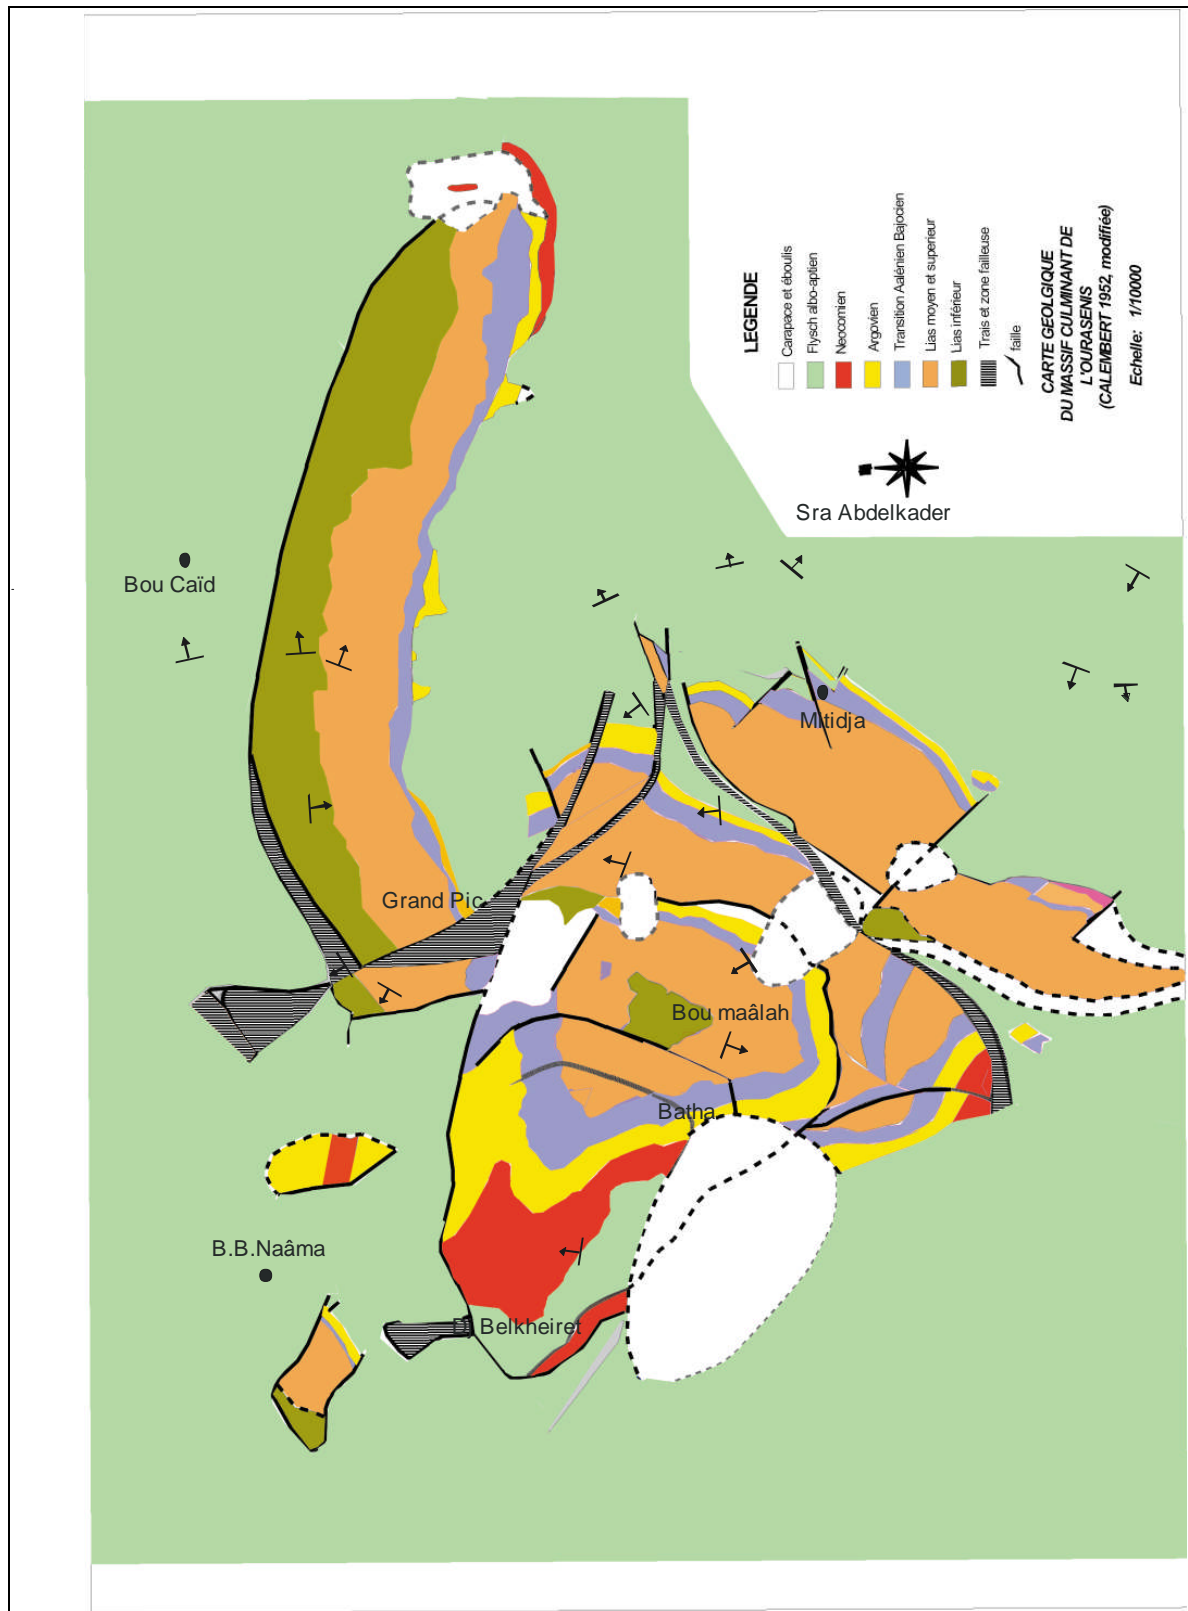 LEGENDE
Carapace et éboulis
Flysch albo-aptien
Neocomien
Argovien
Transition Aalénien Bajocien
Lias moyen et superieur
Lias inférieur
Trais et zone failleuse
faille
CARTE GEOLGIQUE
DU MASSIF CULMINANT DE
L'OURASENIS
(CALEMBERT 1952, modifiée)
Echelle: 1/10000
Sra Abdelkader
Bou Caïd
Mitidja
Grand Pic
Bou maâlah
Batha
B.B.Naâma
Dj Belkheiret